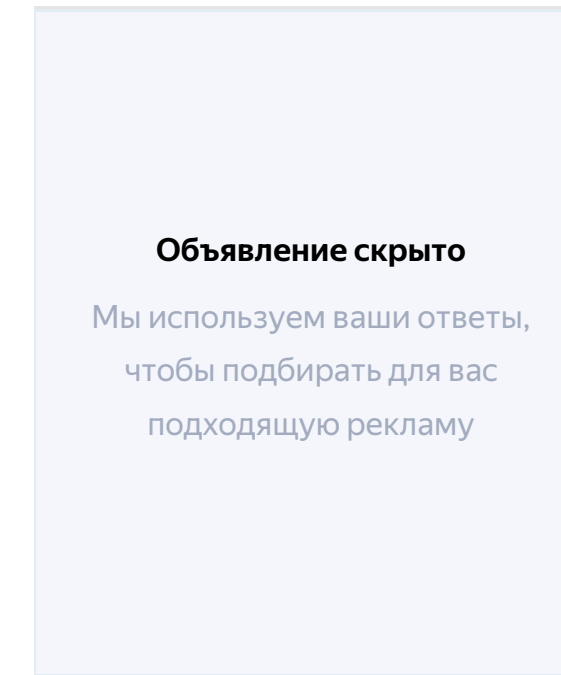 Объявление скрыто
Мы используем ваши ответы,
чтобы подбирать для вас
подходящую рекламу